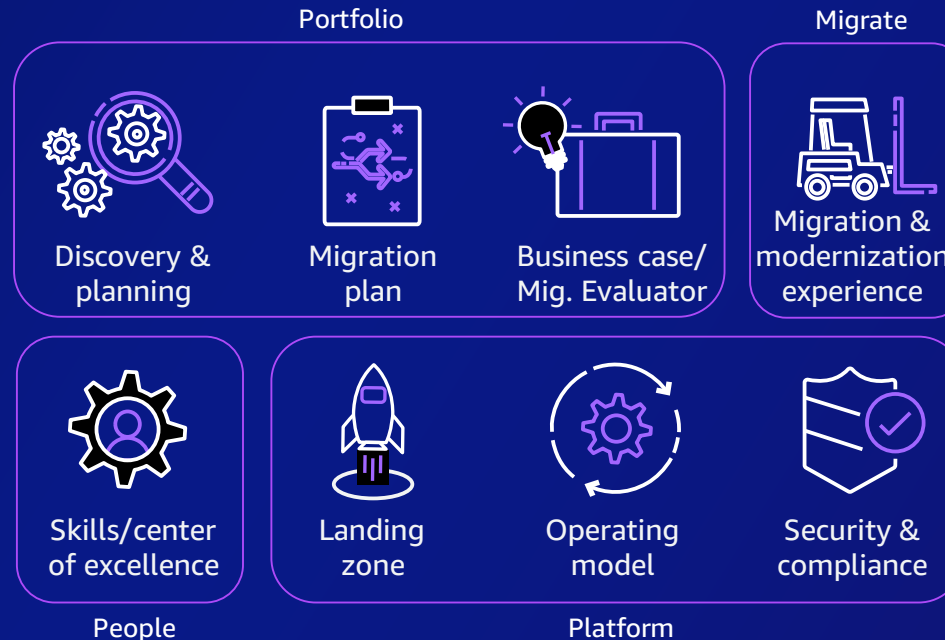 Portfolio
Migrate
Discovery &
planning
Migration
plan
Business case/
Mig. Evaluator
Migration &
modernization
experience
Skills/center
of excellence
Landing
zone
Operating
model
Security &
compliance
People
Platform